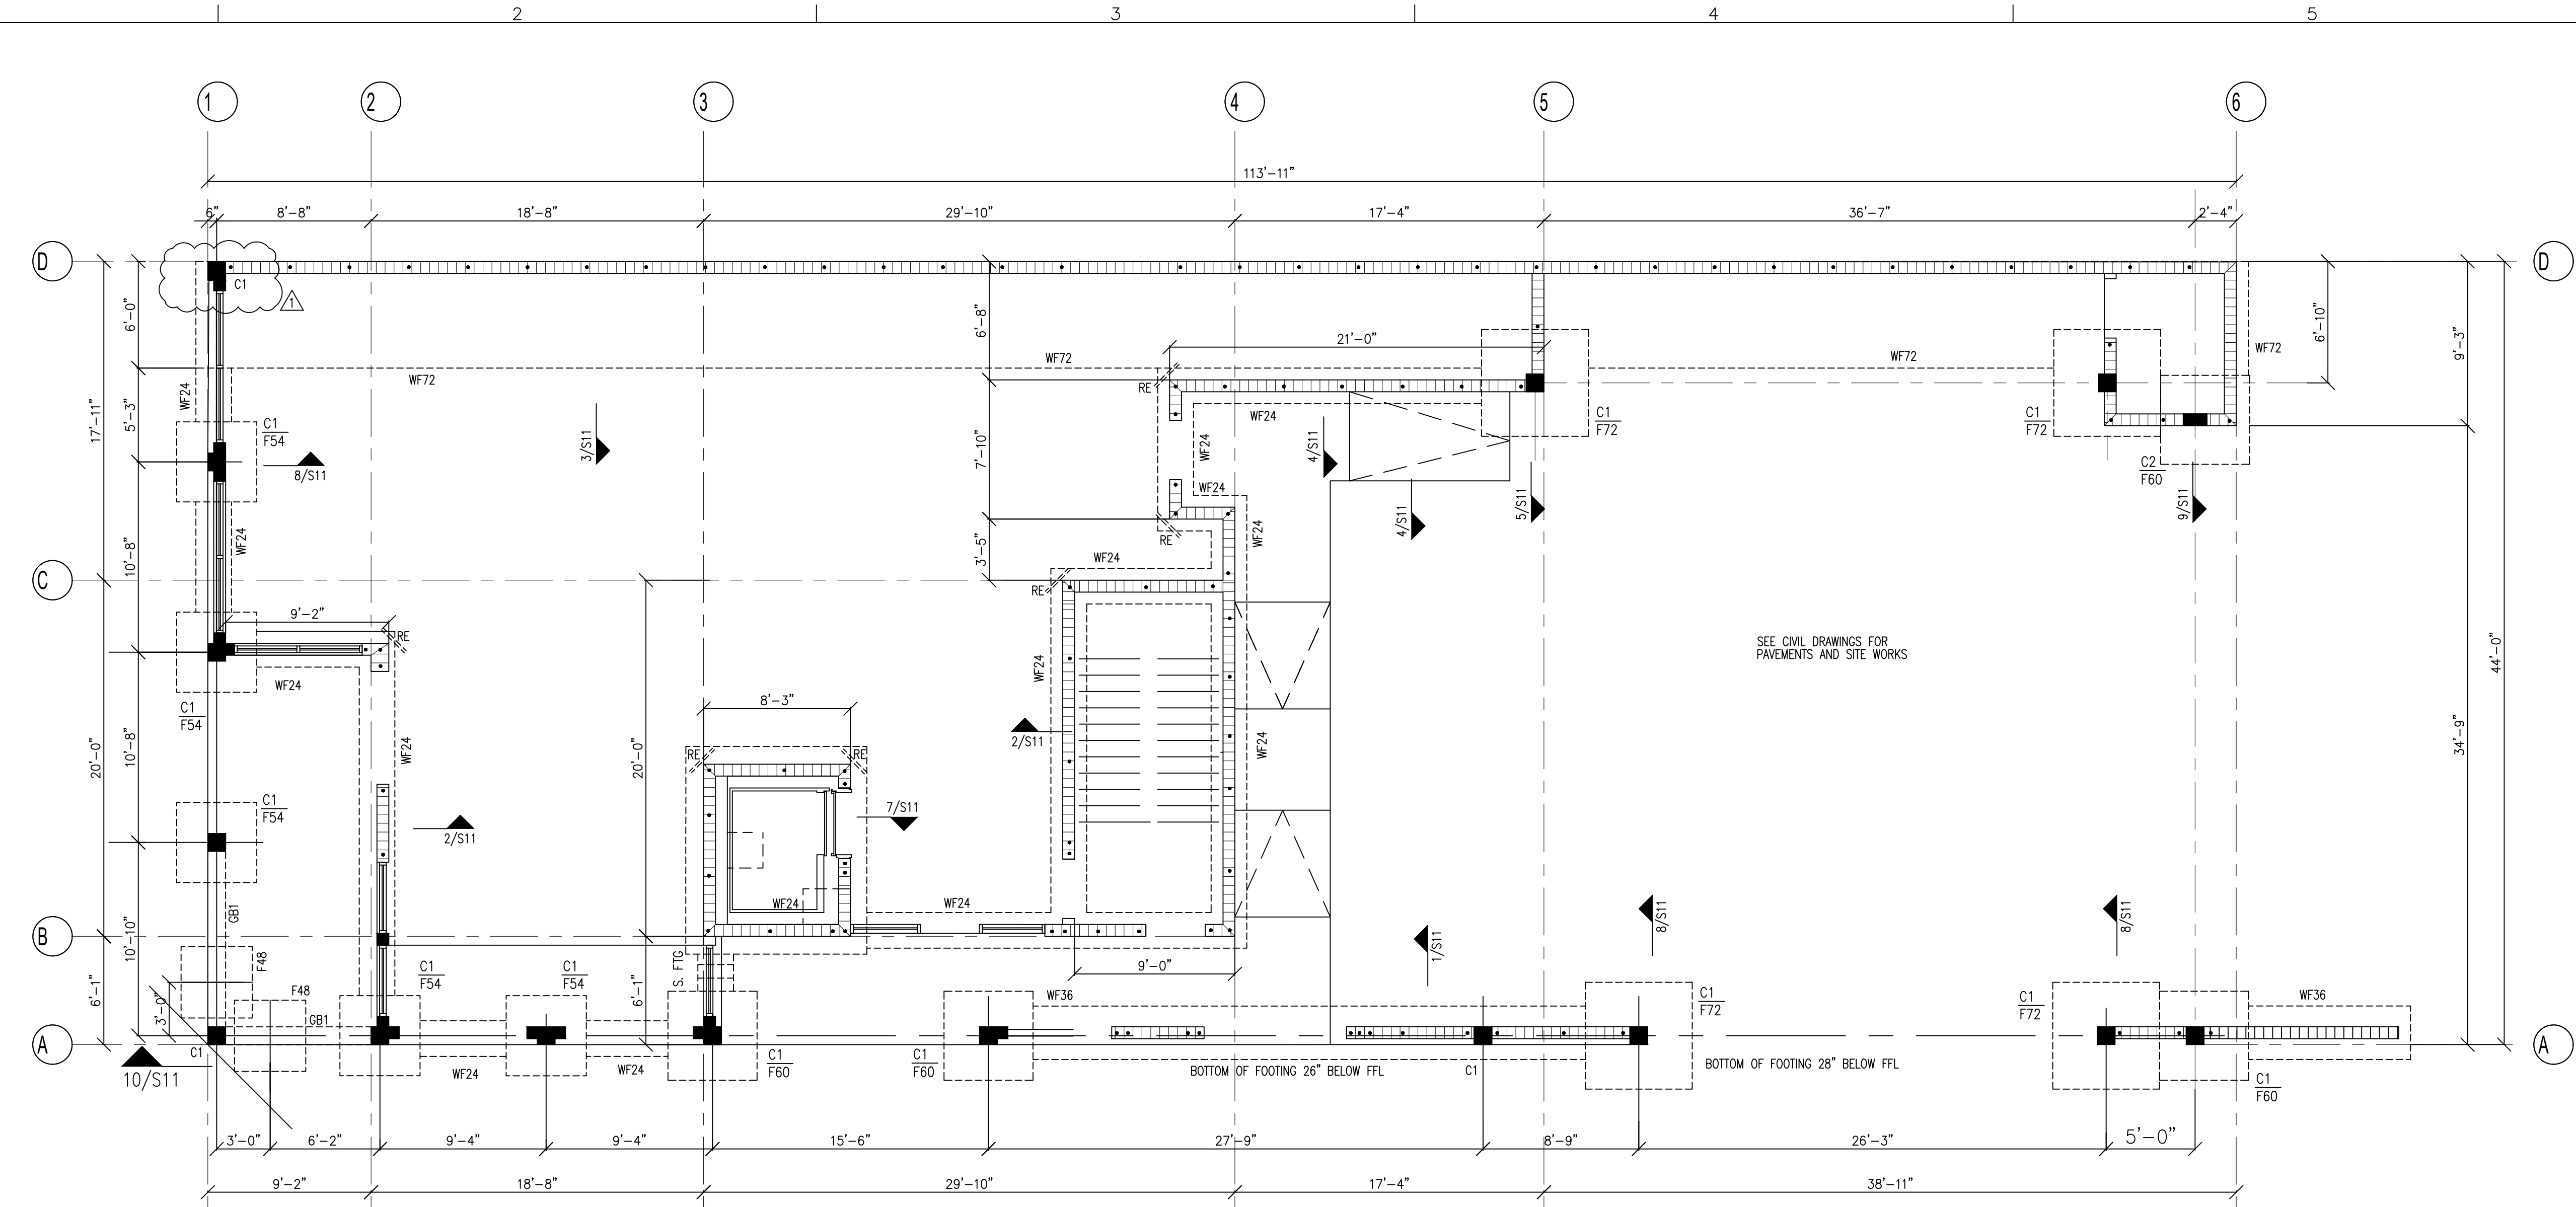 2
3
4
5
1
2
3
4
5
6
113'-11"
6"
8'-8"
18'-8"
29'-10"
17'-4"
36'-7"
2'-4"
D
D
C1
1
6'-0"
6'-8"
6'-10"
9'-3"
21'-0"
WF72
WF72
WF72
WF72
RE
WF24
WF24
C1
F72
C1
F72
17'-11"
5'-3"
C1
F54
8/S11
3/S11
7'-10"
WF24
4/S11
C2
F60
WF24
4/S11
5/S11
9/S11
WF24
10'-8"
3'-5"
RE
WF24
WF24
C
RE
9'-2"
RE
SEE CIVIL DRAWINGS FOR
PAVEMENTS AND SITE WORKS
44'-0"
WF24
WF24
C1
F54
8'-3"
2/S11
WF24
WF24
20'-0"
10'-8"
20'-0"
RE
RE
34'-9"
C1
F54
2/S11
7/S11
GB1
WF24
WF24
8/S11
8/S11
B
10'-10"
1/S11
F48
C1
F54
C1
F54
S. FTG
9'-0"
6'-1"
3'-0"
F48
GB1
6'-1"
WF36
C1
F72
C1
F72
WF36
A
A
C1
10/S11
WF24
WF24
C1
F60
C1
F60
BOTTOM OF FOOTING 26" BELOW FFL
C1
BOTTOM OF FOOTING 28" BELOW FFL
C1
F60
3'-0"
6'-2"
9'-4"
9'-4"
15'-6"
27'-9"
8'-9"
26'-3"
5'-0"
9'-2"
18'-8"
29'-10"
17'-4"
38'-11"